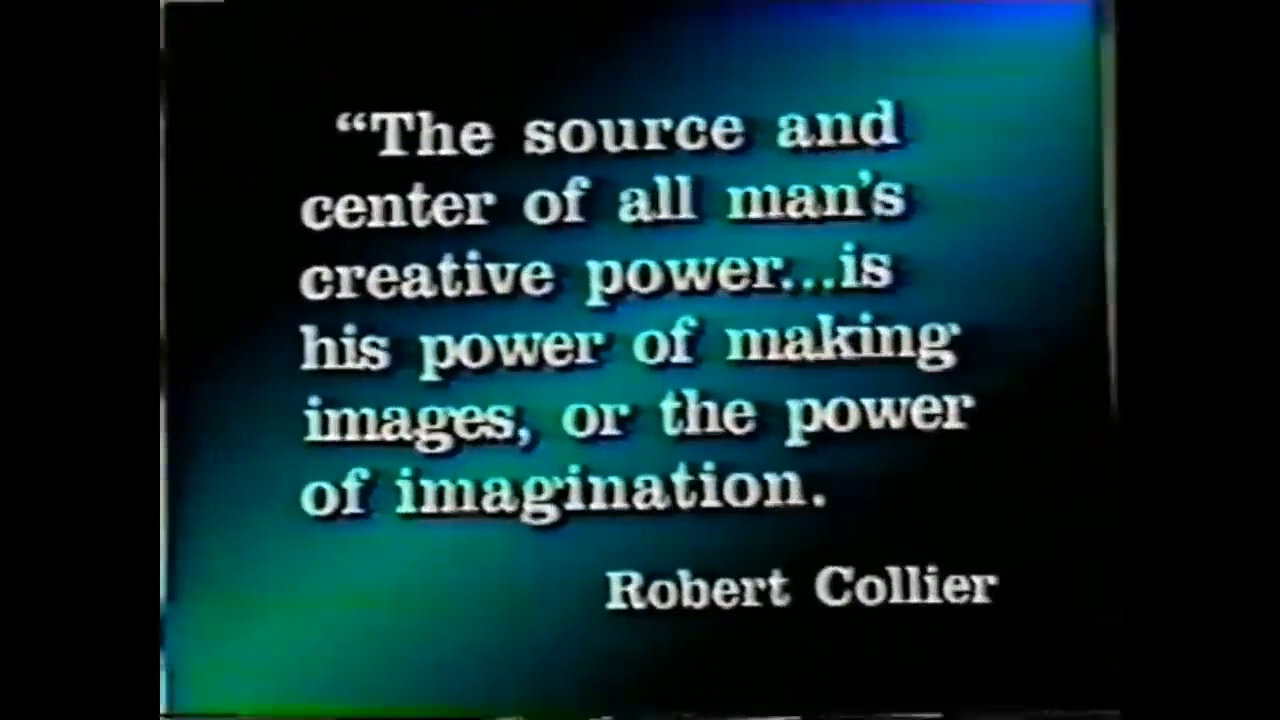 “The source and
center of all man's
creative power...is
his power of making
images, or the power
of imagination.
Robert Collier